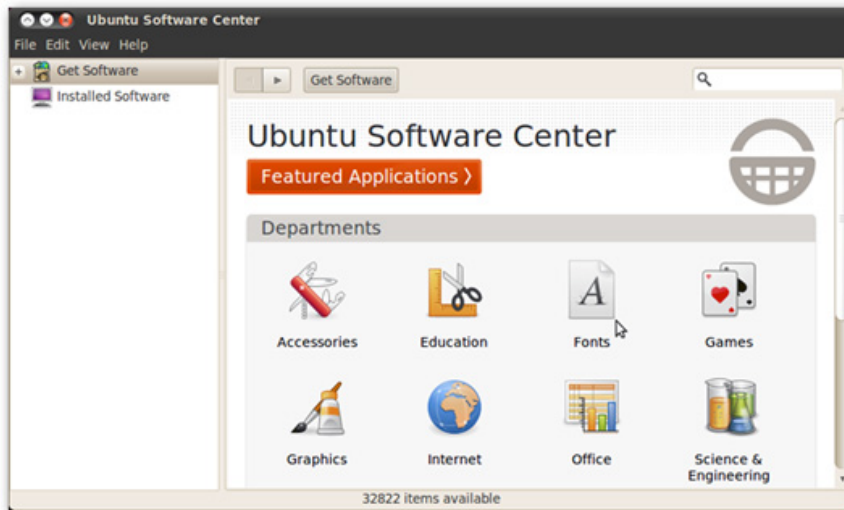 Ubuntu Software Center
File Edit View Help
Get Software
Installed Software
Get Software
Ubuntu Software Center
Featured Applications 〉
Departments
A
Accessories Education Fonts Games
Graphics Internet Office Science &
Engineering
32822 items available